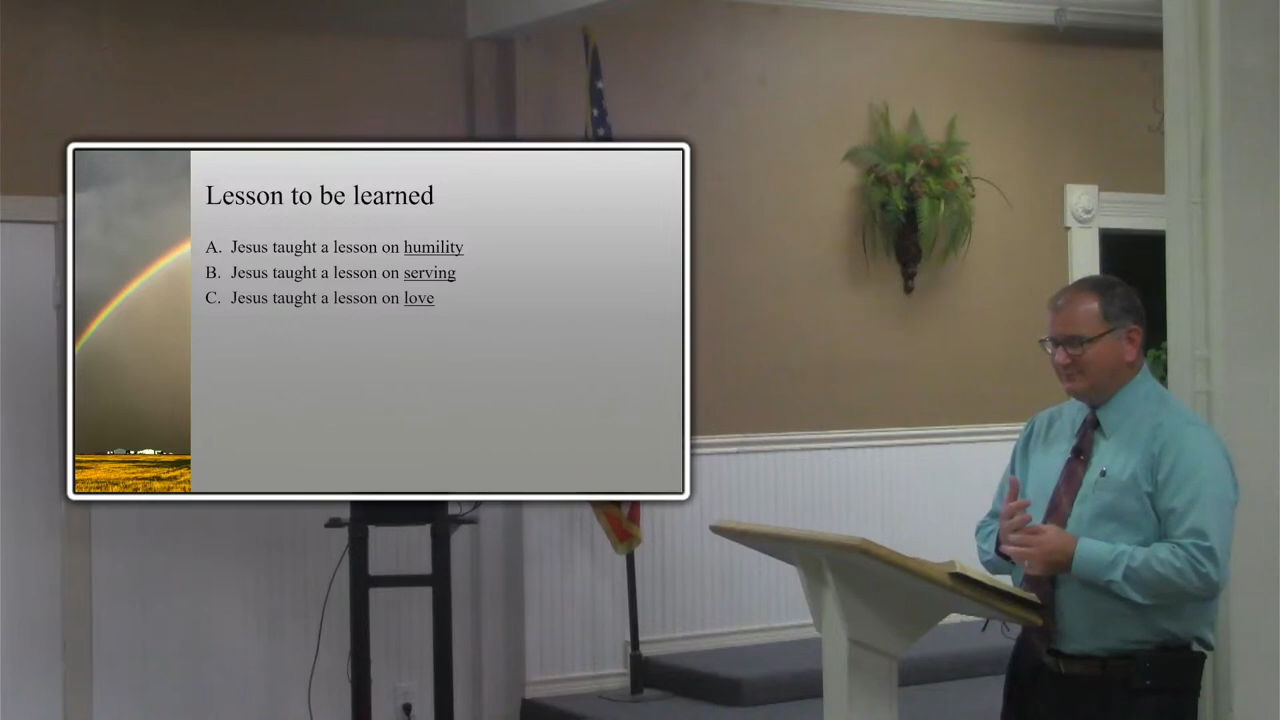 Lesson to be learned
A. Jesus taught a lesson on humility
B. Jesus taught a lesson on serving
C. Jesus taught a lesson on love